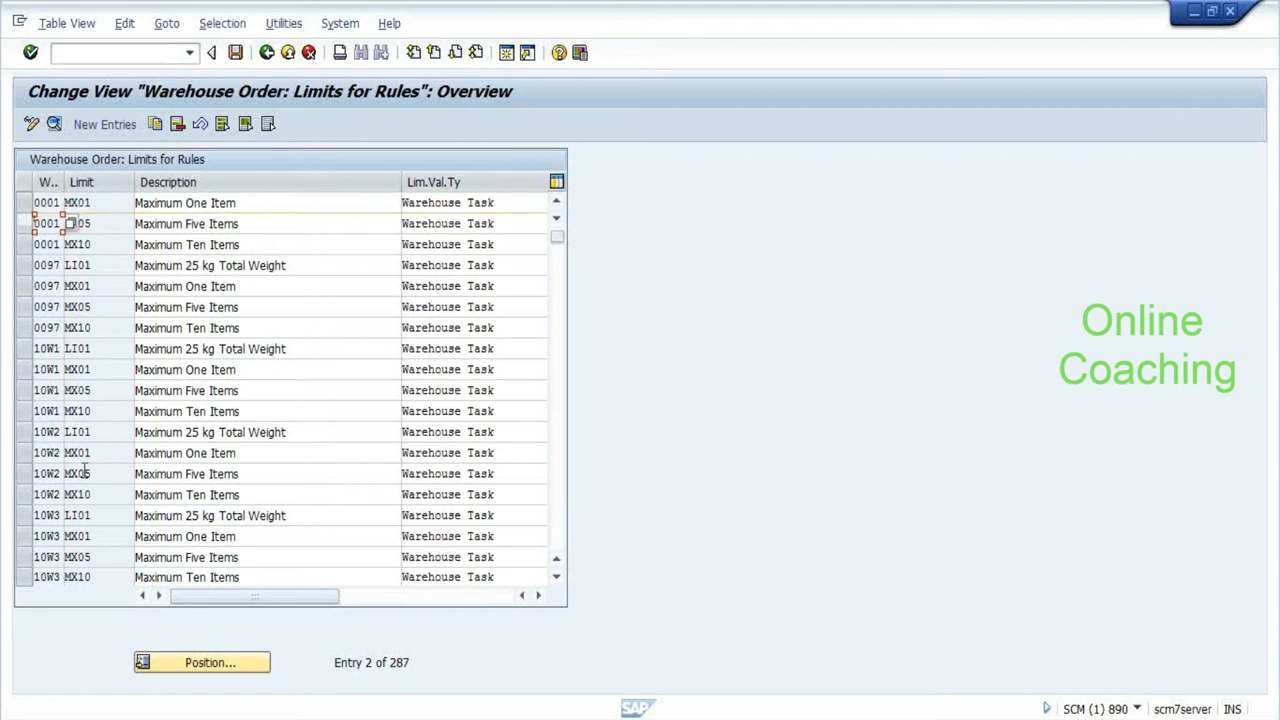 Table View Edit Goto Selection Utilities System Help
Change View "Warehouse Order: Limits for Rules": Overview
New Entries
Warehouse Order: Limits for Rules
W.. Limit Description Lim.Val.Ty
0001 MX01 Maximum One Item Warehouse Task
0001 05 Maximum Five Items Warehouse Task
0001 MX10 Maximum Ten Items Warehouse Task
0097 LI01 Maximum 25 kg Total Weight Warehouse Task
0097 MX01 Maximum One Item Warehouse Task
0097 MX05 Maximum Five Items Warehouse Task
0097 MX10 Maximum Ten Items Warehouse Task
10W1 LI01 Maximum 25 kg Total Weight Warehouse Task
10W1 MX01 Maximum One Item Warehouse Task
10W1 MX05 Maximum Five Items Warehouse Task
10W1 MX10 Maximum Ten Items Warehouse Task
10W2 LI01 Maximum 25 kg Total Weight Warehouse Task
10W2 MX01 Maximum One Item Warehouse Task
10W2 MX05 Maximum Five Items Warehouse Task
10W2 MX10 Maximum Ten Items Warehouse Task
10W3 LI01 Maximum 25 kg Total Weight Warehouse Task
10W3 MX01 Maximum One Item Warehouse Task
10W3 MX05 Maximum Five Items Warehouse Task
10W3 MX10 Maximum Ten Items Warehouse Task
Online
Coaching
Position... Entry 2 of 287
SAP SCM (1) 890 scm7server INS